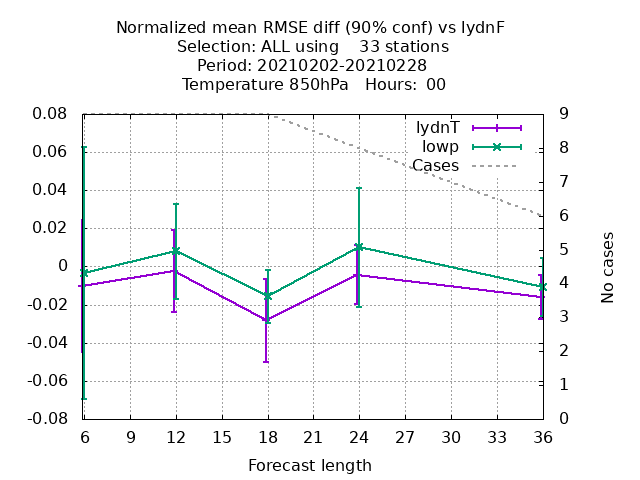 Normalized mean RMSE diff (90% conf) vs lydnF
Selection: ALL using    33 stations
Period: 20210202-20210228
Temperature 850hPa   Hours:  00
0.08
0.06
0.04
0.02
0
-0.02
-0.04
-0.06
-0.08
lydnT
lowp
Cases
9
8
7
6
5
4
3
2
1
0
No cases
6 9 12 15 18 21 24 27 30 33 36
Forecast length